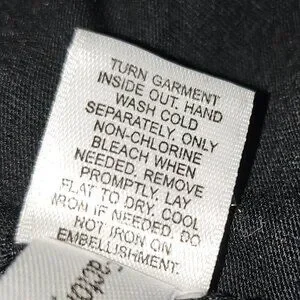 TURN GARMENT
INSIDE OUT. HAND
WASH COLD
SEPARATELY. ONLY
NON-CHLORINE
BLEACH WHEN
NEEDED. REMOVE
PROMPTLY. LAY
FLAT TO DRY. COOL
IRON IF NEEDED. DO
NOT IRON ON
EMBELLISHMENT.